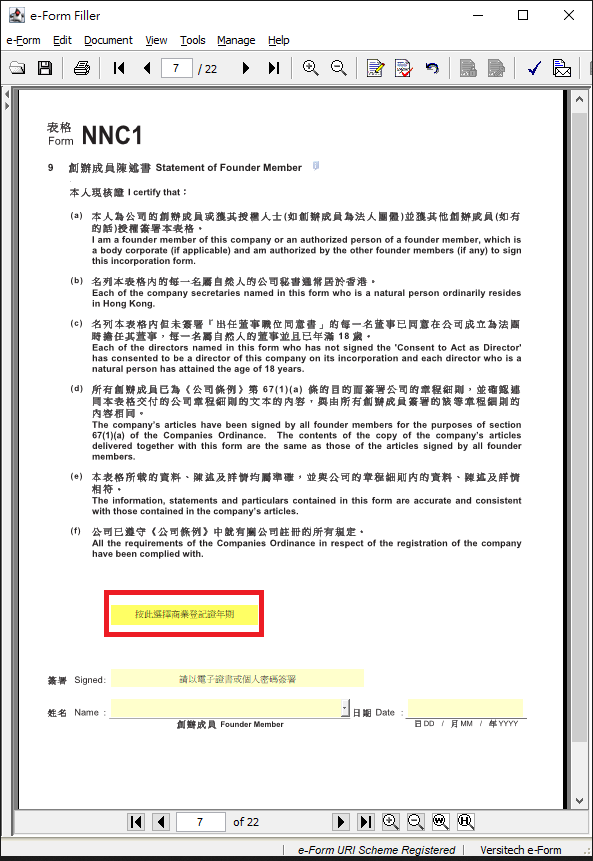 e-Form Filler
e-Form Edit Document View Tools Manage Help
7 / 22
表格
Form NNC1
9 創辦成員陳述書 Statement of Founder Member
本人現核證 I certify that：
(a) 本人為公司的創辦成員或獲其授權人士(如創辦成員為法人團體)並獲其他創辦成員(如有
的話)授權簽署本表格。
I am a founder member of this company or an authorized person of a founder member, which is
a body corporate (if applicable) and am authorized by the other founder members (if any) to sign
this incorporation form.
(b) 名列本表格內的每一名屬自然人的公司秘書通常居於香港。
Each of the company secretaries named in this form who is a natural person ordinarily resides
in Hong Kong.
(c) 名列本表格內但未簽署「出任董事職位同意書」的每一名董事已同意在公司成立為法團
時擔任其董事，每一名屬自然人的董事並且已年滿 18 歲。
Each of the directors named in this form who has not signed the 'Consent to Act as Director'
has consented to be a director of this company on its incorporation and each director who is a
natural person has attained the age of 18 years.
(d) 所有創辦成員已為《公司條例》第 67(1)(a) 條的目的而簽署公司的章程細則，並確認連
同本表格交付的公司章程細則的文本的內容，與由所有創辦成員簽署的該等章程細則的
內容相同。
The company's articles have been signed by all founder members for the purposes of section
67(1)(a) of the Companies Ordinance. The contents of the copy of the company's articles
delivered together with this form are the same as those of the articles signed by all founder
members.
(e) 本表格所載的資料、陳述及詳情均屬準確，並與公司的章程細則內的資料、陳述及詳情
相符。
The information, statements and particulars contained in this form are accurate and consistent
with those contained in the company's articles.
(f) 公司已遵守《公司條例》中就有關公司註冊的所有規定。
All the requirements of the Companies Ordinance in respect of the registration of the company
have been complied with.
按此選擇商業登記證年期
簽署 Signed: 請以電子證書或個人密碼簽署
姓名 Name : 日期 Date :
創辦成員 Founder Member 日 DD / 月 MM / 年 YYYY
7 of 22
e-Form URI Scheme Registered Versitech e-Form